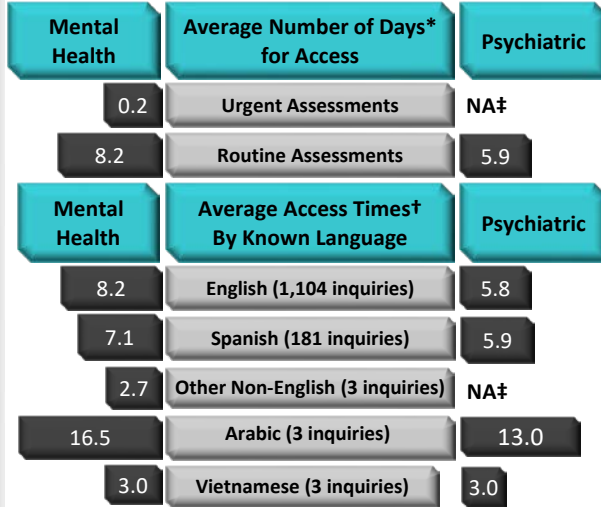 Mental Health
Average Number of Days* for Access
Psychiatric
0.2
Urgent Assessments
NA‡
8.2
Routine Assessments
5.9
Mental Health
Average Access Times† By Known Language
Psychiatric
8.2
English (1,104 inquiries)
5.8
7.1
Spanish (181 inquiries)
5.9
2.7
Other Non-English (3 inquiries)
NA‡
16.5
Arabic (3 inquiries)
13.0
3.0
Vietnamese (3 inquiries)
3.0